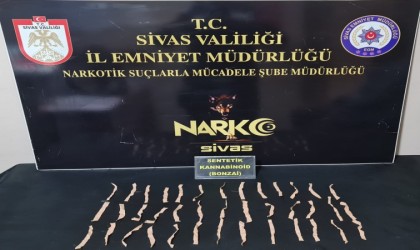 T.C.
SİVAS VALİLİĞİ
İL EMNİYET MÜDÜRLÜĞÜ
NARKOTİK SUÇLARLA MÜCADELE ŞUBE MÜDÜRLÜĞÜ
NARKO
sivas
SENTETİK
KANNABİNOİD
(BONZAİ)